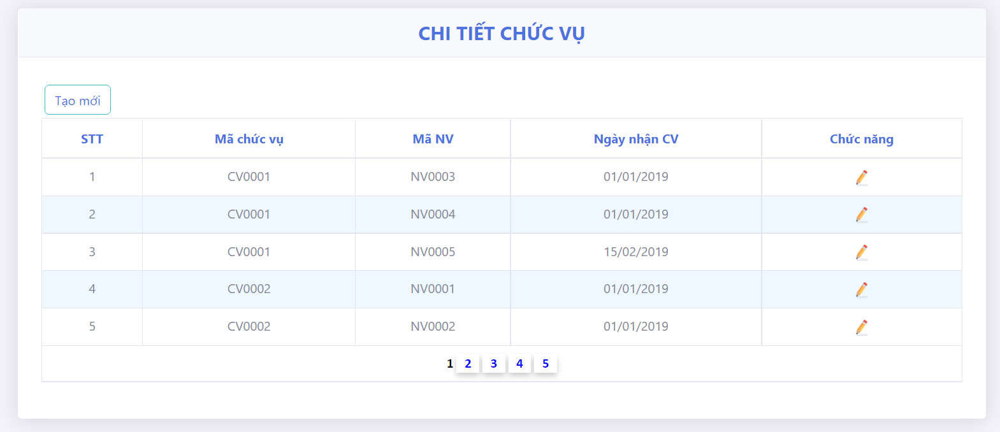 CHI TIẾT CHỨC VỤ
Tạo mới
STT Mã chức vụ Mã NV Ngày nhận CV Chức năng
1 CV0001 NV0003 01/01/2019
2 CV0001 NV0004 01/01/2019
3 CV0001 NV0005 15/02/2019
4 CV0002 NV0001 01/01/2019
5 CV0002 NV0002 01/01/2019
1 2 3 4 5